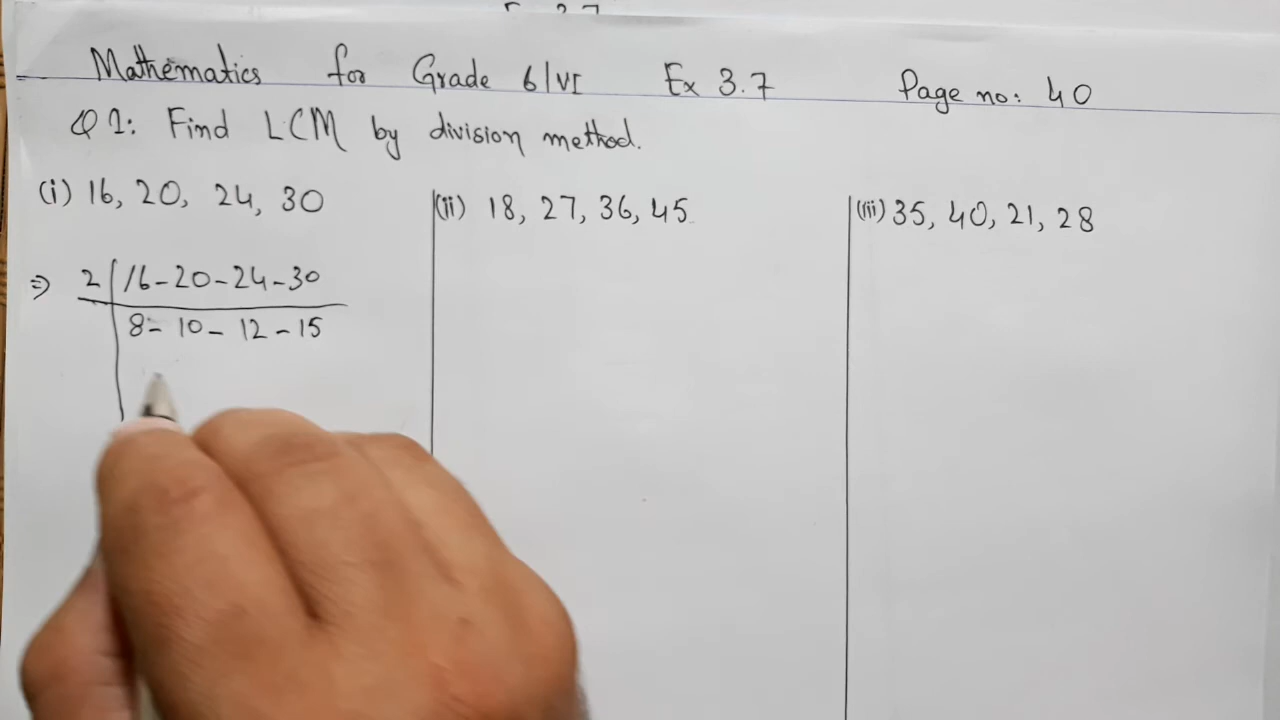 Mathematics for Grade 6/VI Ex 3.7 Page no: 40
Q 1: Find LCM by division method.
(i) 16, 20, 24, 30
(ii) 18, 27, 36, 45
(iii) 35, 40, 21, 28
⇒ 2 | 16 - 20 - 24 - 30
8 - 10 - 12 - 15